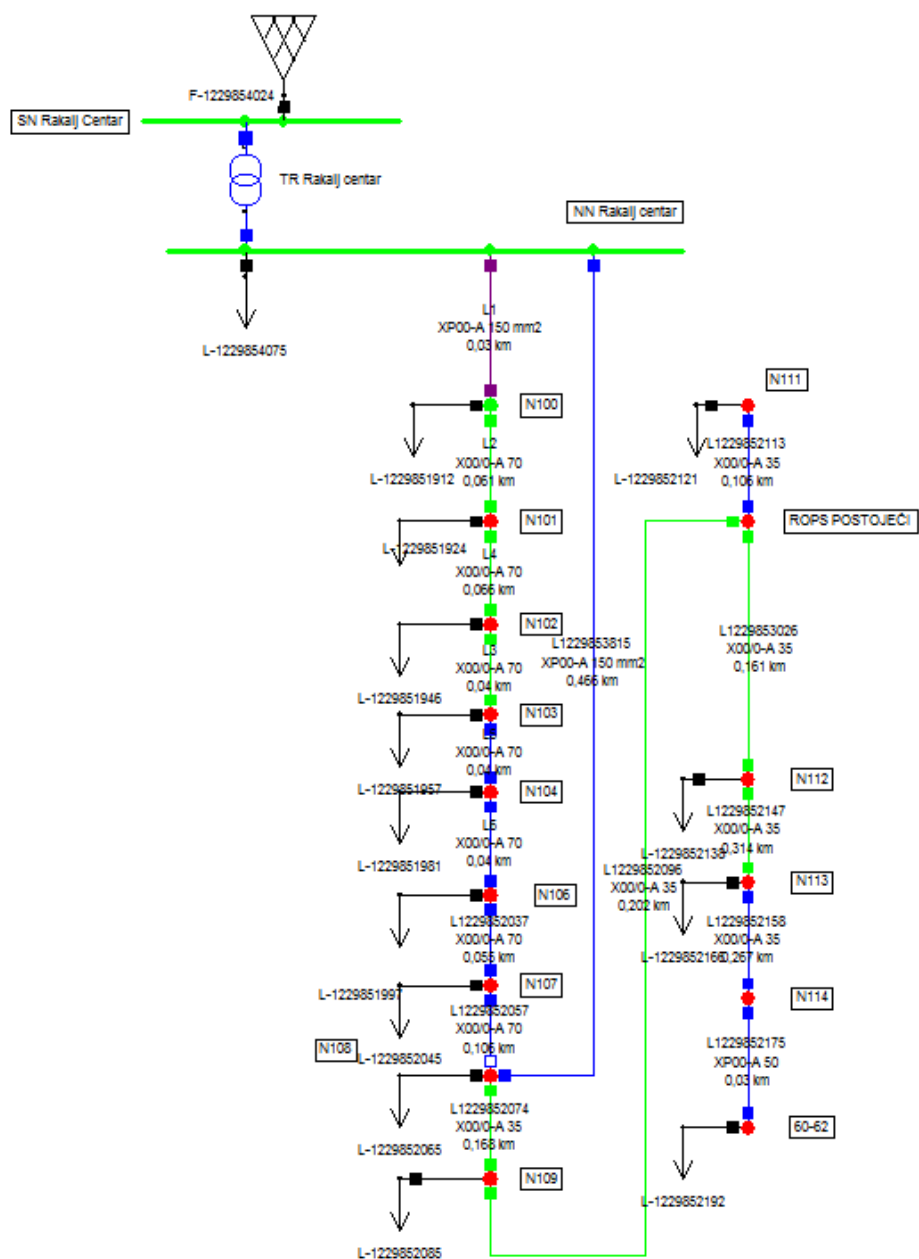 F-1229854024
SN Rakalj Centar
TR Rakalj centar
NN Rakalj centar
L-1229854075
L1
XP00-A 150 mm2
0,03 km
N100
L-1229851912
L2
X00/0-A 70
0,061 km
N101
L-1229851924
L4
X00/0-A 70
0,066 km
N102
L-1229851946
L3
X00/0-A 70
0,04 km
N103
L-1229851957
X00/0-A 70
0,04 km
N104
L-1229851981
L5
X00/0-A 70
0,04 km
N106
L-1229851997
L1229852037
X00/0-A 70
0,055 km
N107
L-1229852045
L1229852057
X00/0-A 70
0,106 km
N108
L-1229852065
L1229852074
X00/0-A 35
0,168 km
N109
L-1229852085
L1229853815
XP00-A 150 mm2
0,466 km
L1229852096
X00/0-A 35
0,202 km
N111
L-1229852121
L1229852113
X00/0-A 35
0,106 km
ROPS POSTOJEĆI
L1229853026
X00/0-A 35
0,161 km
N112
L-1229852138
L1229852147
X00/0-A 35
0,314 km
N113
L-1229852166
L1229852158
X00/0-A 35
0,267 km
N114
L1229852175
XP00-A 50
0,03 km
60-62
L-1229852192